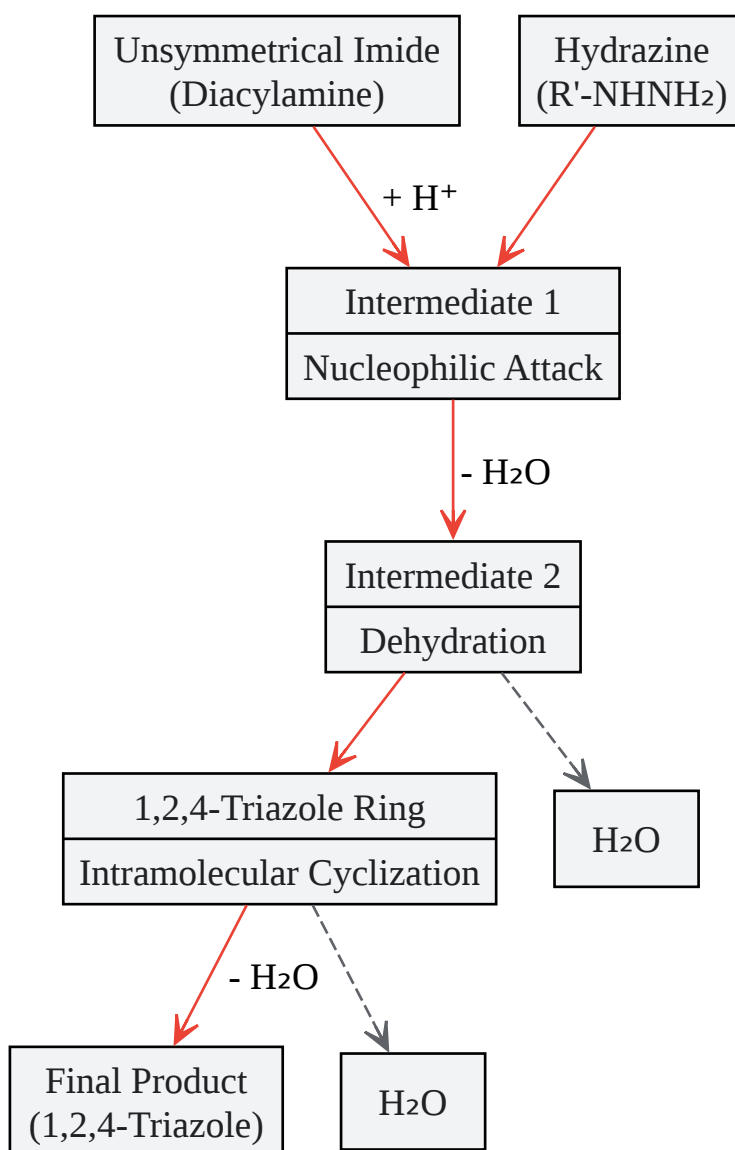 Unsymmetrical Imide
(Diacylamine)
Hydrazine
(R'-NHNH₂)
+ H⁺
Intermediate 1
Nucleophilic Attack
- H₂O
Intermediate 2
Dehydration
1,2,4-Triazole Ring
Intramolecular Cyclization
H₂O
- H₂O
Final Product
(1,2,4-Triazole)
H₂O